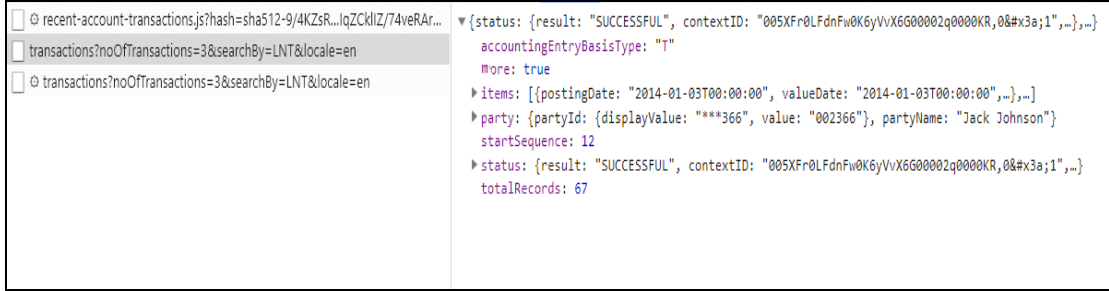 recent-account-transactions.js?hash=sha512-9/4KZsR...IqZCklIZ/74veRAr...
transactions?noOfTransactions=3&searchBy=LNT&locale=en
transactions?noOfTransactions=3&searchBy=LNT&locale=en
{status: {result: "SUCCESSFUL", contextID: "005XFr0LFdnFw0K6yVvX6G00002q0000KR,0&#x3a;1",…},…}
accountingEntryBasisType: "T"
more: true
items: [{postingDate: "2014-01-03T00:00:00", valueDate: "2014-01-03T00:00:00",…},…]
party: {partyId: {displayValue: "***366", value: "002366"}, partyName: "Jack Johnson"}
startSequence: 12
status: {result: "SUCCESSFUL", contextID: "005XFr0LFdnFw0K6yVvX6G00002q0000KR,0&#x3a;1",…}
totalRecords: 67